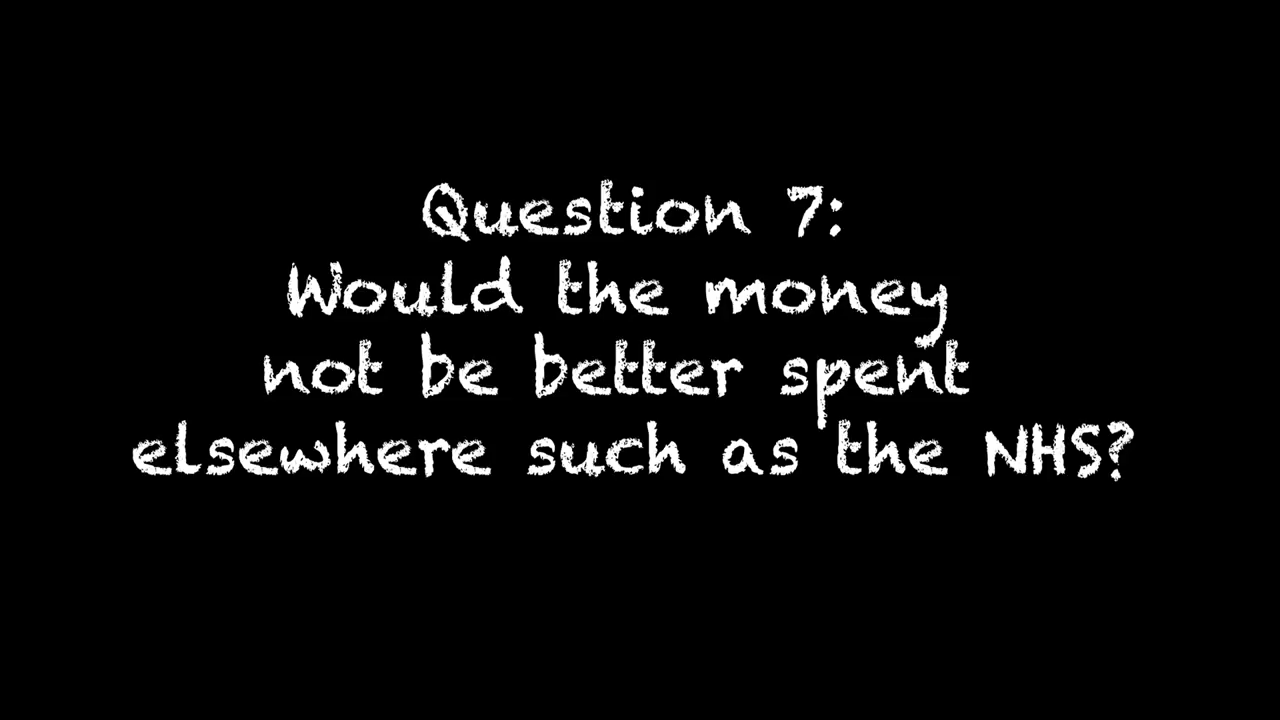 Question 7:
Would the money
not be better spent
elsewhere such as the NHS?